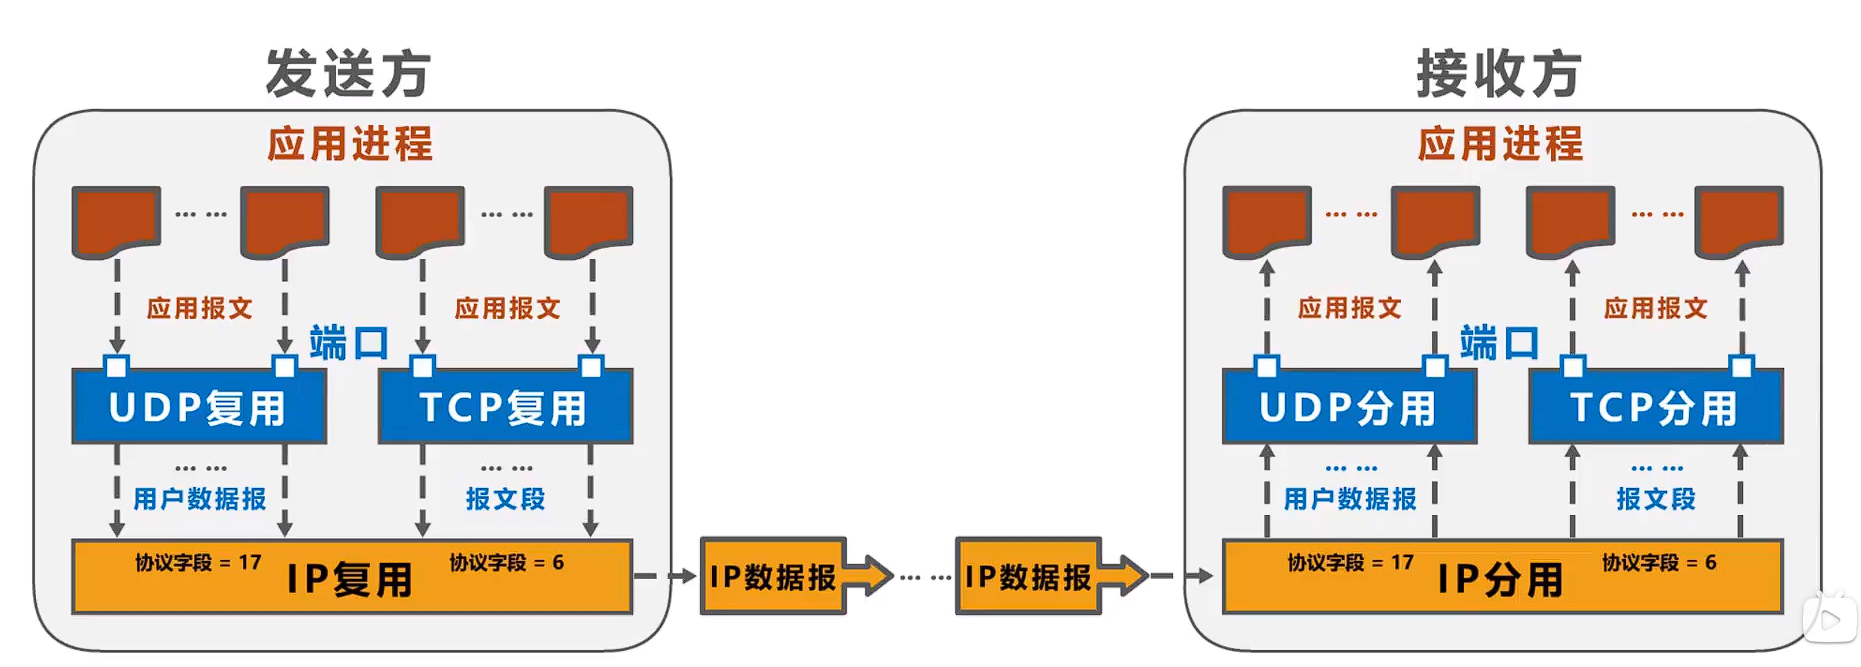 发送方
应用进程
… … … …
应用报文 应用报文
端口
UDP复用 TCP复用
… … … …
用户数据报 报文段
协议字段 = 17 协议字段 = 6
IP复用
IP数据报
… …
IP数据报
接收方
应用进程
… … … …
应用报文 应用报文
端口
UDP分用 TCP分用
… … … …
用户数据报 报文段
协议字段 = 17 协议字段 = 6
IP分用